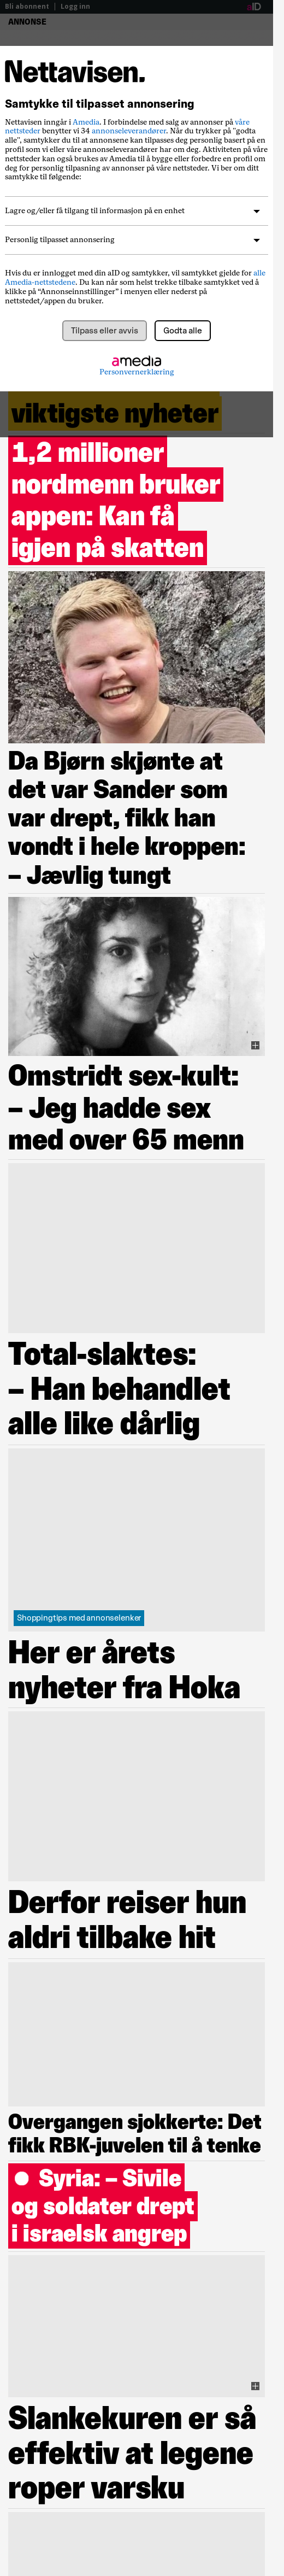 Bli abonnent | Logg inn
aID
ANNONSE
Nettavisen.
Samtykke til tilpasset annonsering
Nettavisen inngår i Amedia. I forbindelse med salg av annonser på våre
nettsteder benytter vi 34 annonseleverandører. Når du trykker på "godta
alle", samtykker du til at annonsene kan tilpasses deg personlig basert på en
profil som vi eller våre annonseleverandører har om deg. Aktiviteten på våre
nettsteder kan også brukes av Amedia til å bygge eller forbedre en profil om
deg for personlig tilpasning av annonser på våre nettsteder. Vi ber om ditt
samtykke til følgende:
Lagre og/eller få tilgang til informasjon på en enhet
Personlig tilpasset annonsering
Hvis du er innlogget med din aID og samtykker, vil samtykket gjelde for alle
Amedia-nettstedene. Du kan når som helst trekke tilbake samtykket ved å
klikke på “Annonseinnstillinger” i menyen eller nederst på
nettstedet/appen du bruker.
Tilpass eller avvis
Godta alle
amedia
Personvernerklæring
viktigste nyheter
1,2 millioner
nordmenn bruker
appen: Kan få
igjen på skatten
Da Bjørn skjønte at
det var Sander som
var drept, fikk han
vondt i hele kroppen:
– Jævlig tungt
Omstridt sex-kult:
– Jeg hadde sex
med over 65 menn
Total-slaktes:
– Han behandlet
alle like dårlig
Shoppingtips med annonselenker
Her er årets
nyheter fra Hoka
Derfor reiser hun
aldri tilbake hit
Overgangen sjokkerte: Det
fikk RBK-juvelen til å tenke
Syria: – Sivile
og soldater drept
i israelsk angrep
Slankekuren er så
effektiv at legene
roper varsku